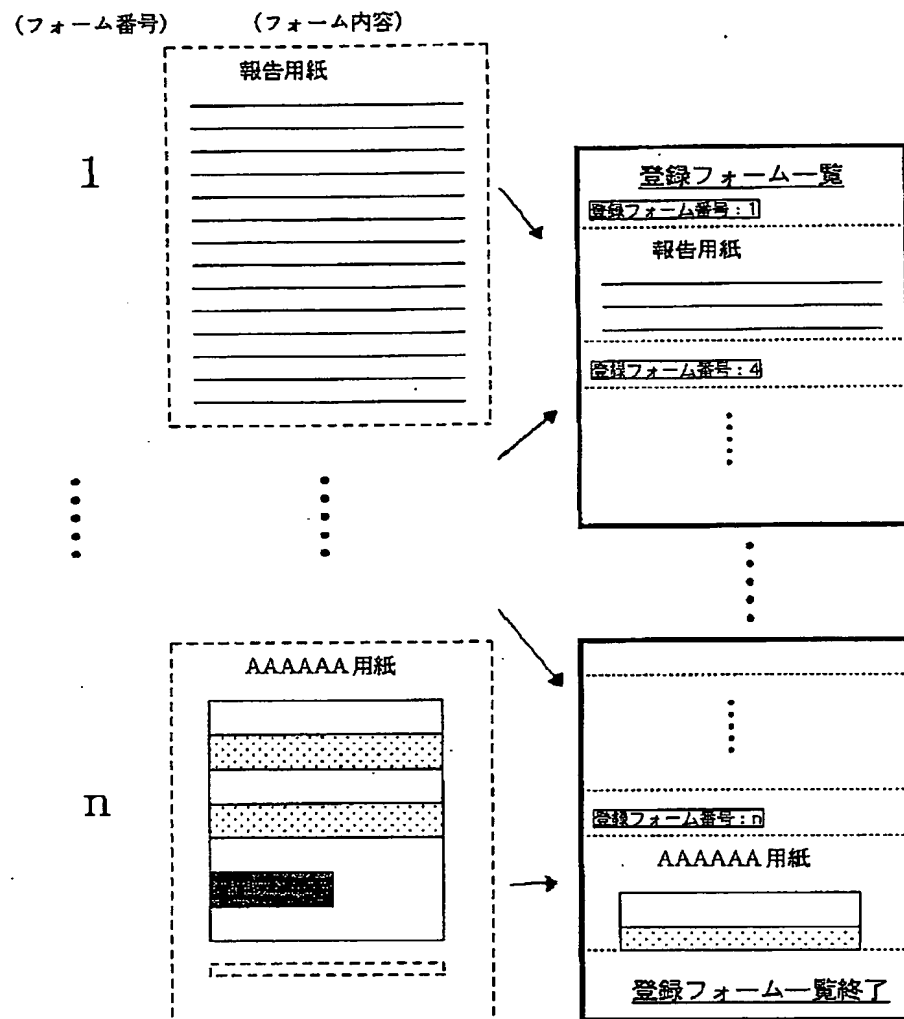 (フォーム番号)
(フォーム内容)
報告用紙
1
登録フォーム一覧
登録フォーム番号:1
報告用紙
登録フォーム番号:4
AAAAAA用紙
n
登録フォーム番号:n
AAAAAA用紙
登録フォーム一覧終了